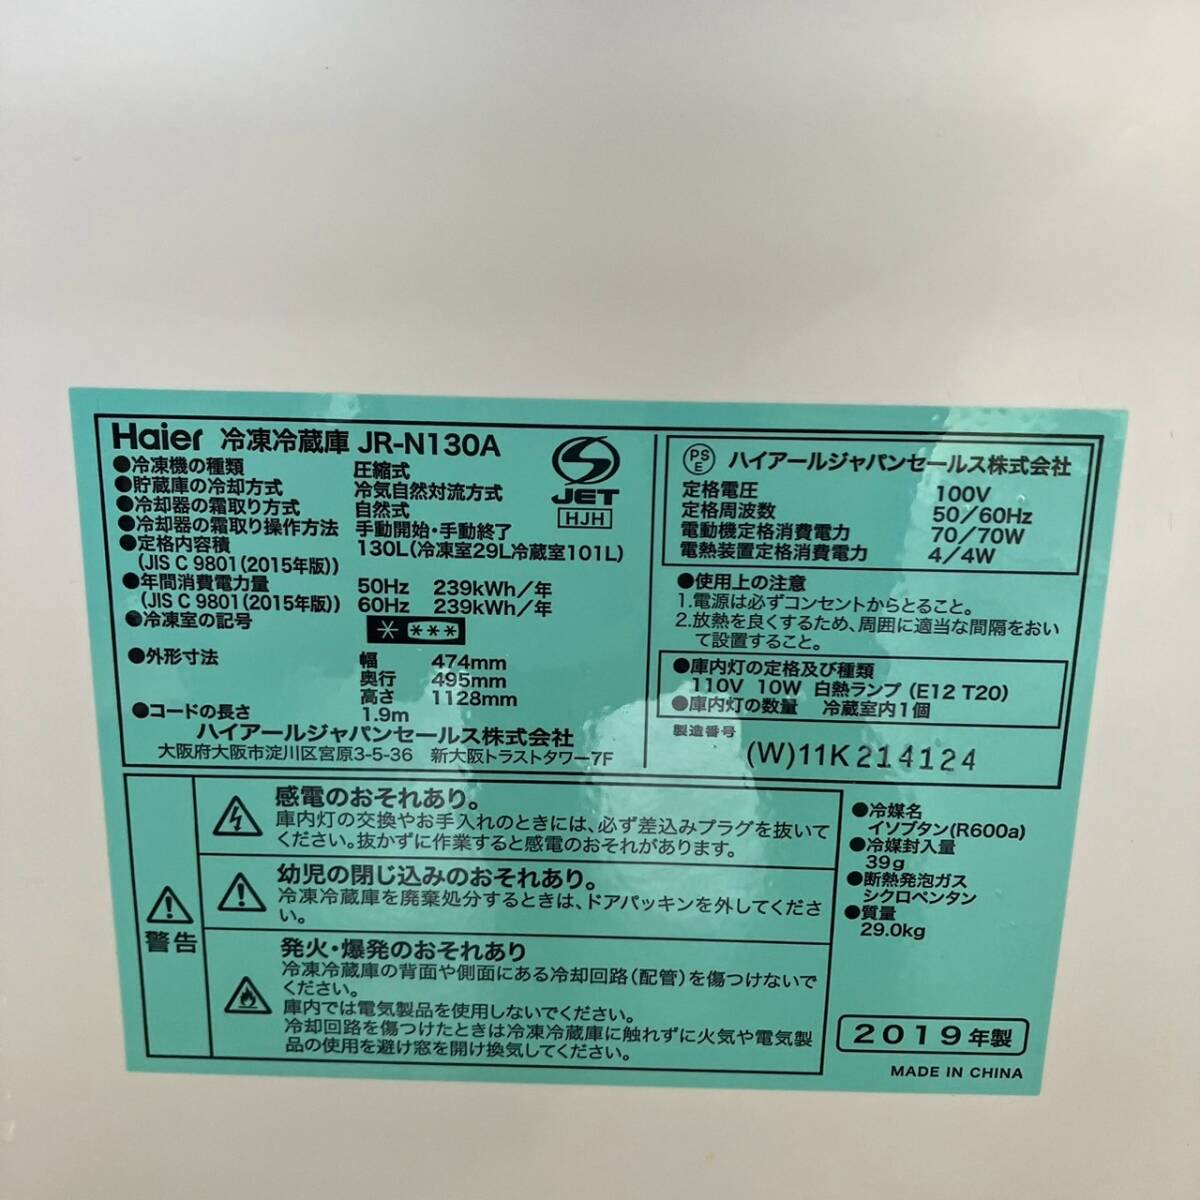 Haier 冷凍冷蔵庫 JR-N130A
●冷凍機の種類 圧縮式
●貯蔵庫の冷却方式 冷気自然対流方式
●冷却器の霜取り方式 自然式
●冷却器の霜取り操作方法 手動開始・手動終了
●定格内容積 130L(冷凍室29L冷蔵室101L)
(JIS C 9801(2015年版))
●年間消費電力量 50Hz 239kWh/年
(JIS C 9801(2015年版)) 60Hz 239kWh/年
●冷凍室の記号 * ***
●外形寸法 幅 474mm
奥行 495mm
高さ 1128mm
●コードの長さ 1.9m
ハイアールジャパンセールス株式会社
大阪府大阪市淀川区宮原3-5-36 新大阪トラストタワー7F
JET
HJH
PSE ハイアールジャパンセールス株式会社
定格電圧 100V
定格周波数 50/60Hz
電動機定格消費電力 70/70W
電熱装置定格消費電力 4/4W
●使用上の注意
1.電源は必ずコンセントからとること。
2.放熱を良くするため、周囲に適当な間隔をおい
て設置すること。
●庫内灯の定格及び種類
110V 10W 白熱ランプ (E12 T20)
●庫内灯の数量 冷蔵室内1個
製造番号
(W)11K214124
警告
感電のおそれあり。
庫内灯の交換やお手入れのときには、必ず差込みプラグを抜いて
ください。抜かずに作業すると感電のおそれがあります。
幼児の閉じ込みのおそれあり。
冷凍冷蔵庫を廃棄処分するときは、ドアパッキンを外してくださ
い。
発火・爆発のおそれあり
冷凍冷蔵庫の背面や側面にある冷却回路(配管)を傷つけないで
ください。
庫内では電気製品を使用しないでください。
冷却回路を傷つけたときは冷凍冷蔵庫に触れずに火気や電気製
品の使用を避け窓を開け換気してください。
●冷媒名
イソブタン(R600a)
●冷媒封入量
39g
●断熱発泡ガス
シクロペンタン
●質量
29.0kg
2019年製
MADE IN CHINA